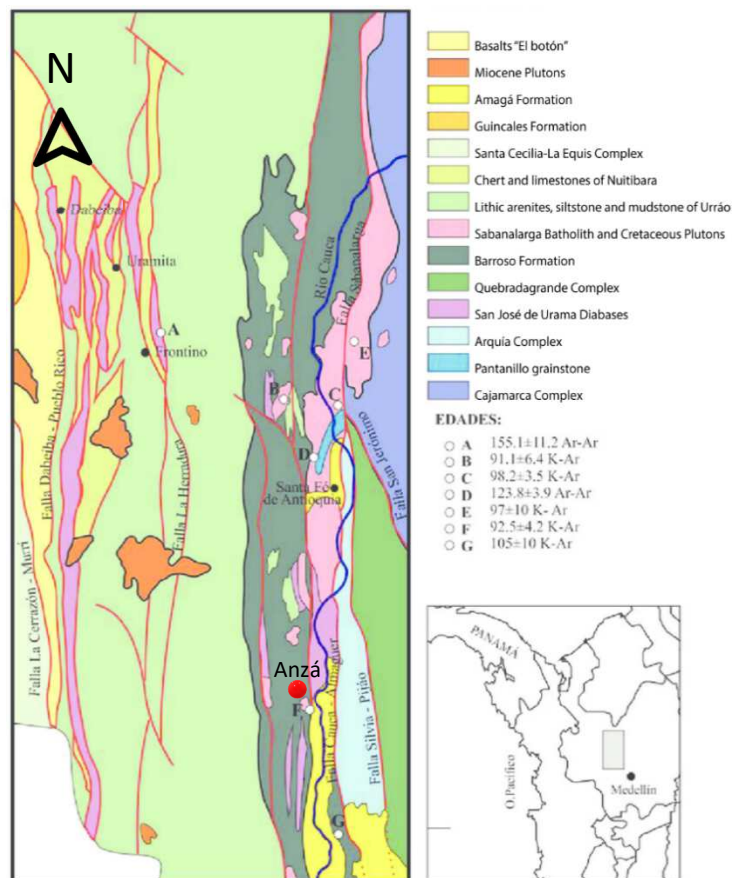 N
Dabeiba
Uramita
A
Frontino
Falla Dabeiba - Pueblo Rico
Falla La Herradura
Falla La Cerrazón - Murrí
Río Cauca
Falla Sabanalarga
E
B
C
D
Santa Fé
de Antioquia
Falla San Jerónimo
Anzá
F
Falla Cauca - Almaguer
Falla Silvia - Pijáo
G
Basalts "El botón"
Miocene Plutons
Amagá Formation
Guincales Formation
Santa Cecilia-La Equis Complex
Chert and limestones of Nuitibara
Lithic arenites, siltstone and mudstone of Urráo
Sabanalarga Batholith and Cretaceous Plutons
Barroso Formation
Quebradagrande Complex
San José de Urama Diabases
Arquía Complex
Pantanillo grainstone
Cajamarca Complex
EDADES:
A 155.1±11.2 Ar-Ar
B 91,1±6,4 K-Ar
C 98,2±3.5 K-Ar
D 123.8±3.9 Ar-Ar
E 97±10 K- Ar
F 92.5±4.2 K-Ar
G 105±10 K-Ar
PANAMÁ
O.Pacífico
Medellín